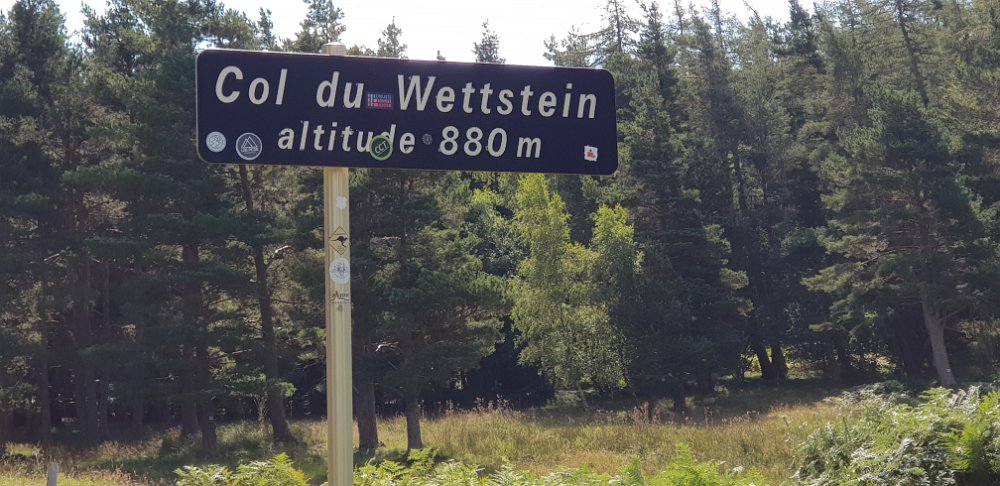 Col du Wettstein
altitude 880 m